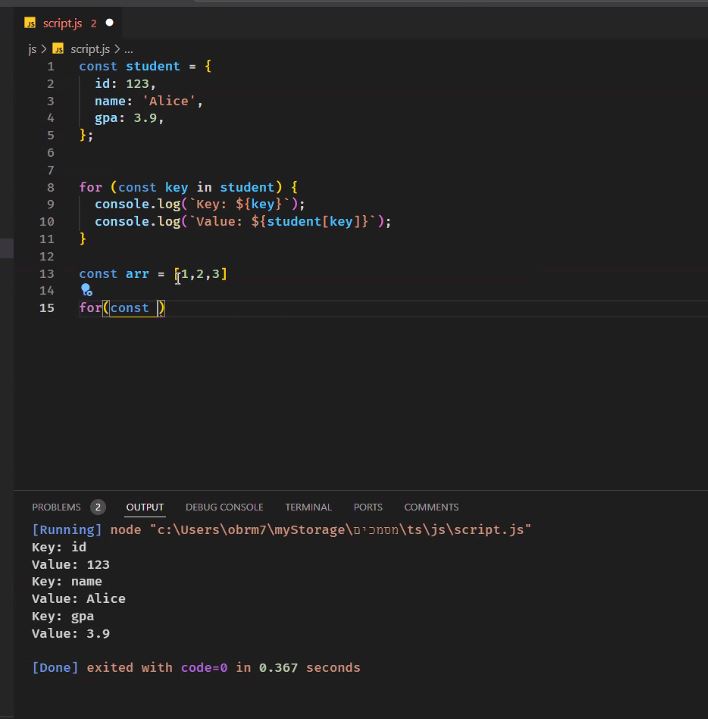 script.js 2
js > script.js > ...
1 const student = {
2 id: 123,
3 name: 'Alice',
4 gpa: 3.9,
5 };
6
7
8 for (const key in student) {
9 console.log(`Key: ${key}`);
10 console.log(`Value: ${student[key]}`);
11 }
12
13 const arr = [1,2,3]
14
15 for(const )
PROBLEMS 2 OUTPUT DEBUG CONSOLE TERMINAL PORTS COMMENTS
[Running] node "c:\Users\obrm7\myStorage\מסמכים\ts\js\script.js"
Key: id
Value: 123
Key: name
Value: Alice
Key: gpa
Value: 3.9
[Done] exited with code=0 in 0.367 seconds